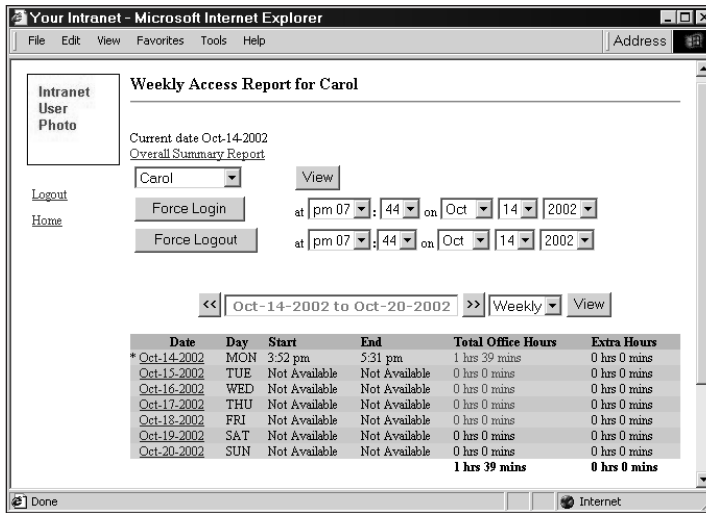 Your Intranet - Microsoft Internet Explorer
File Edit View Favorites Tools Help Address
Intranet
User
Photo
Logout
Home
Weekly Access Report for Carol
Current date Oct-14-2002
Overall Summary Report
Carol View
Force Login at pm 07 : 44 on Oct 14 2002
Force Logout at pm 07 : 44 on Oct 14 2002
<< Oct-14-2002 to Oct-20-2002 >> Weekly View
Date Day Start End Total Office Hours Extra Hours
* Oct-14-2002 MON 3:52 pm 5:31 pm 1 hrs 39 mins 0 hrs 0 mins
Oct-15-2002 TUE Not Available Not Available 0 hrs 0 mins 0 hrs 0 mins
Oct-16-2002 WED Not Available Not Available 0 hrs 0 mins 0 hrs 0 mins
Oct-17-2002 THU Not Available Not Available 0 hrs 0 mins 0 hrs 0 mins
Oct-18-2002 FRI Not Available Not Available 0 hrs 0 mins 0 hrs 0 mins
Oct-19-2002 SAT Not Available Not Available 0 hrs 0 mins 0 hrs 0 mins
Oct-20-2002 SUN Not Available Not Available 0 hrs 0 mins 0 hrs 0 mins
1 hrs 39 mins 0 hrs 0 mins
Done Internet